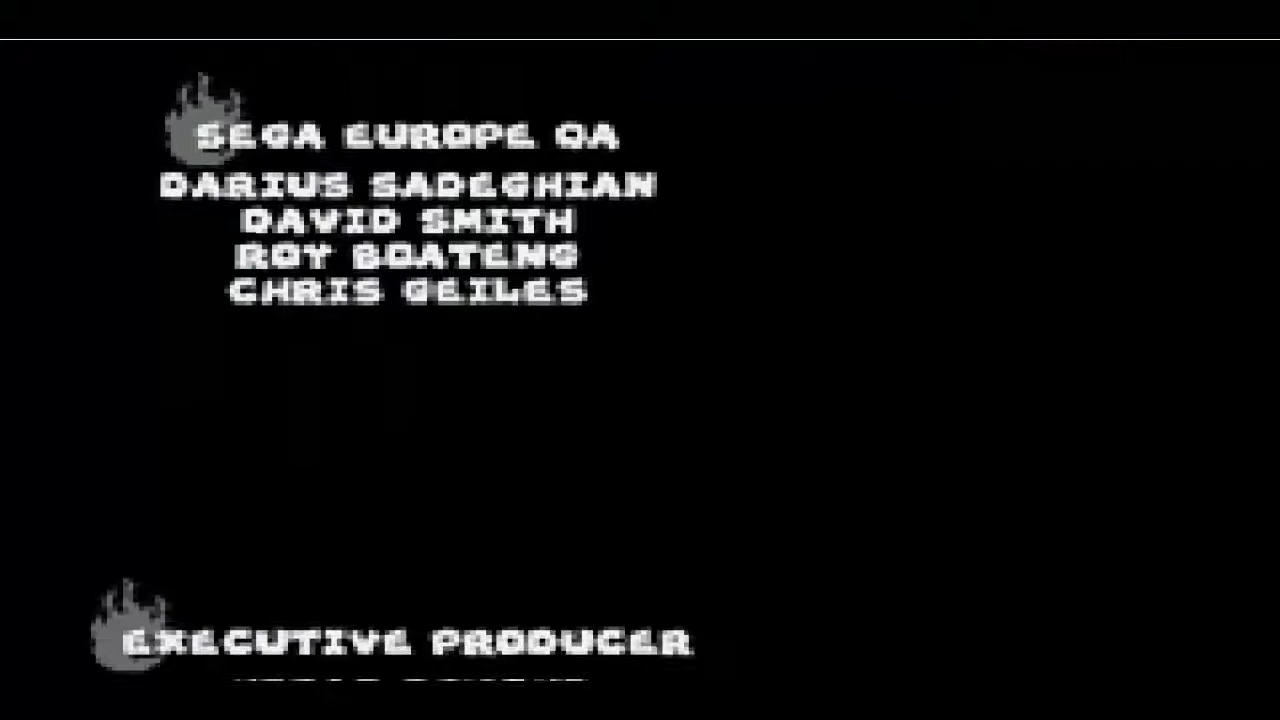 SEGA EUROPE QA
DARIUS SADEGHIAN
DAVID SMITH
ROY BOATENG
CHRIS GEILES
EXECUTIVE PRODUCER